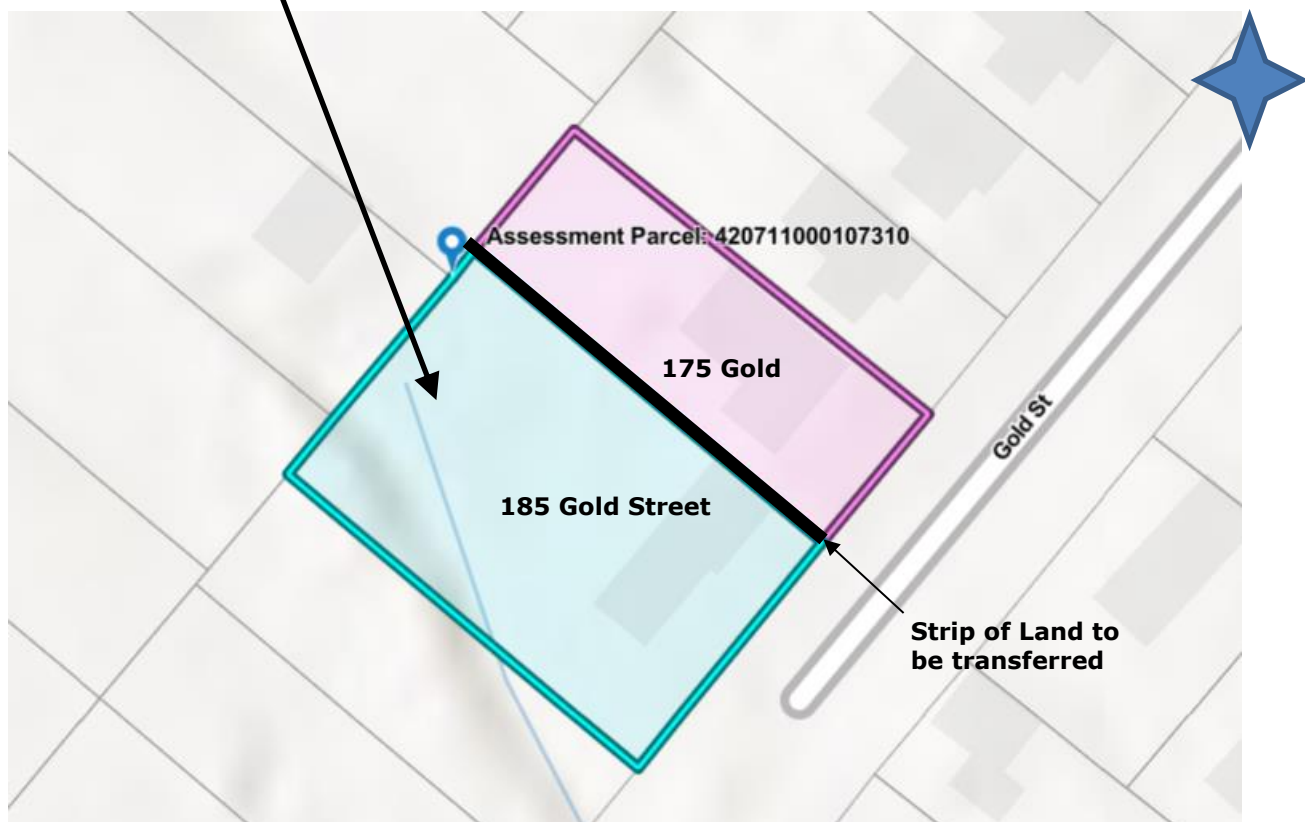 Assessment Parcel: 420711000107310
175 Gold
Gold St
185 Gold Street
Strip of Land to
be transferred